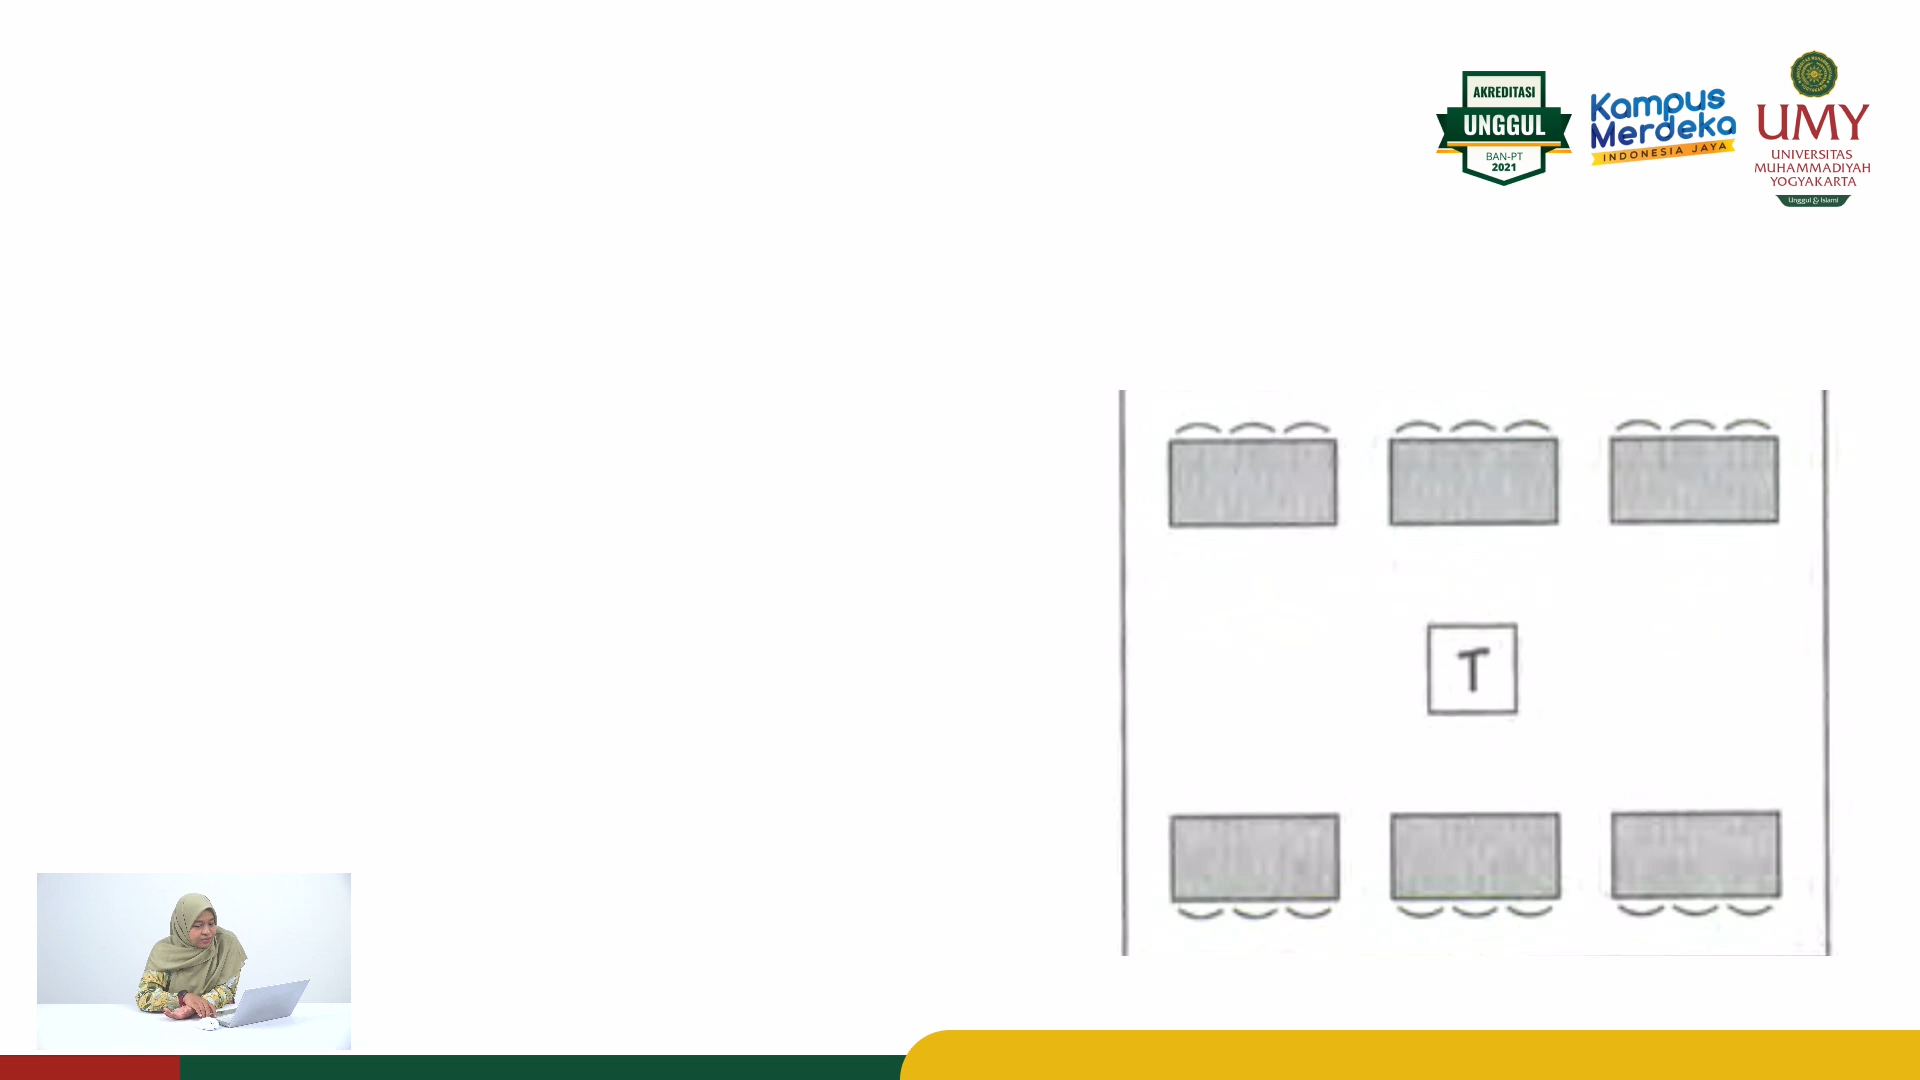 AKREDITASI
UNGGUL
BAN-PT
2021
Kampus
Merdeka
INDONESIA JAYA
UMY
UNIVERSITAS
MUHAMMADIYAH
YOGYAKARTA
Unggul & Islami
T